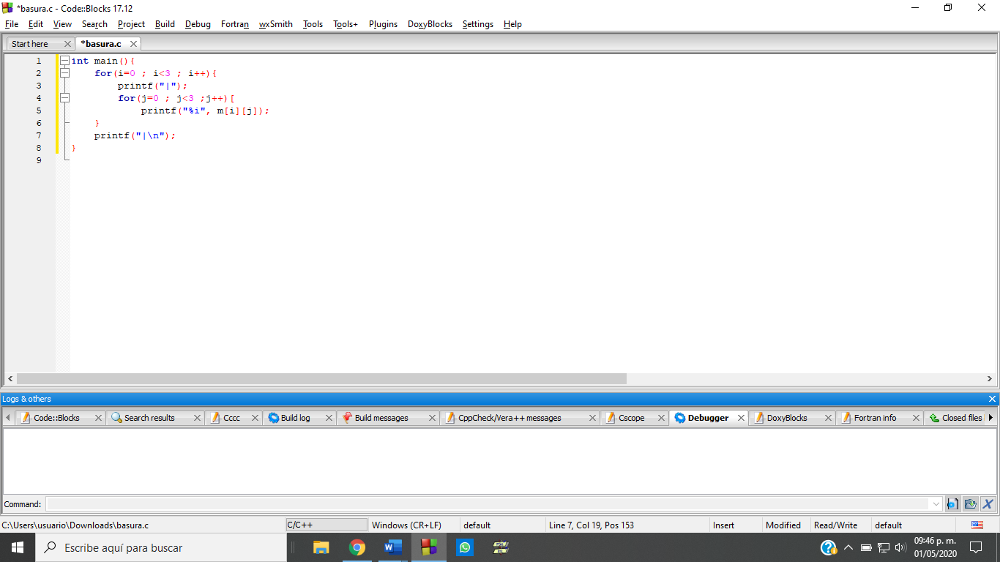 *basura.c - Code::Blocks 17.12
File Edit View Search Project Build Debug Fortran wxSmith Tools Tools+ Plugins DoxyBlocks Settings Help
Start here *basura.c
1 int main(){
2     for(i=0 ; i<3 ; i++){
3         printf("|");
4         for(j=0 ; j<3 ;j++)[
5             printf("%i", m[i][j]);
6     }
7     printf("|\n");
8 }
9
Logs & others
Code::Blocks Search results Cccc Build log Build messages CppCheck/Vera++ messages Cscope Debugger DoxyBlocks Fortran info Closed files
Command:
C:\Users\usuario\Downloads\basura.c C/C++ Windows (CR+LF) default Line 7, Col 19, Pos 153 Insert Modified Read/Write default
Escribe aquí para buscar
09:46 p. m.
01/05/2020